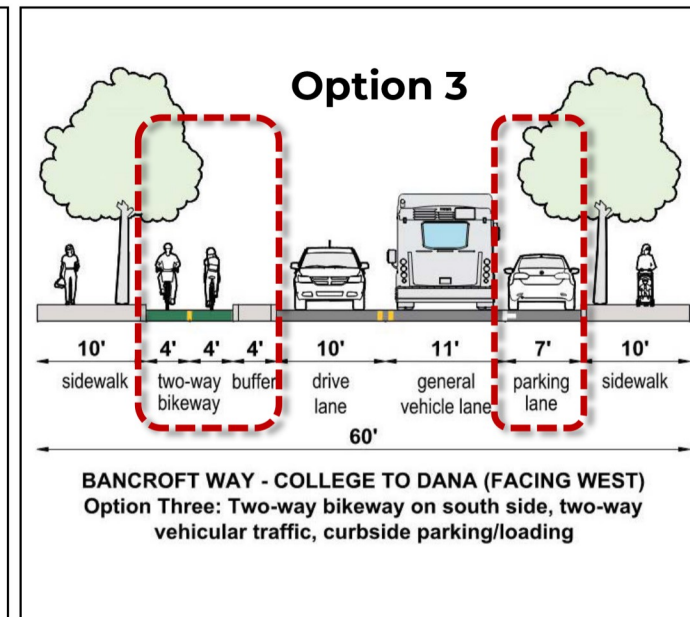 Option 3
10' 4' 4' 4' 10' 11' 7' 10'
sidewalk two-way buffer drive general parking sidewalk
bikeway lane vehicle lane lane
60'
BANCROFT WAY - COLLEGE TO DANA (FACING WEST)
Option Three: Two-way bikeway on south side, two-way
vehicular traffic, curbside parking/loading